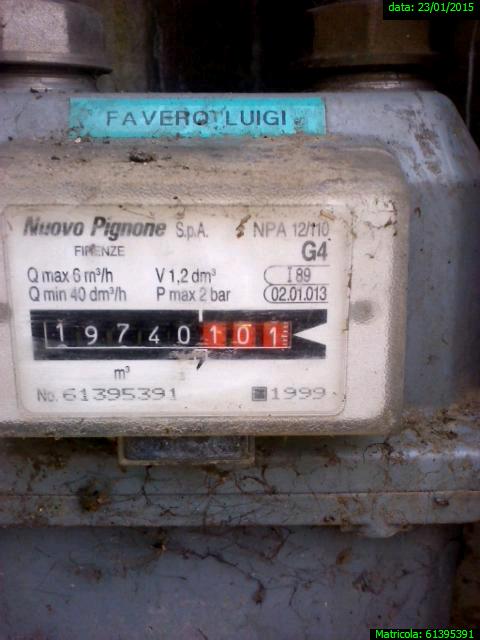 data: 23/01/2015
FAVERO LUIGI
Nuovo Pignone S.p.A. NPA 12/110
FIRENZE G4
Q max 6 m³/h V 1,2 dm³ I 89
Q min 40 dm³/h P max 2 bar 02.01.013
19740101
m³
No. 61395391 1999
Matricola: 61395391